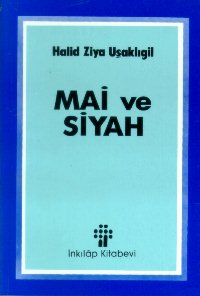 Halid Ziya Uşaklıgil
MAİ ve
SİYAH
İnkılâp Kitabevi